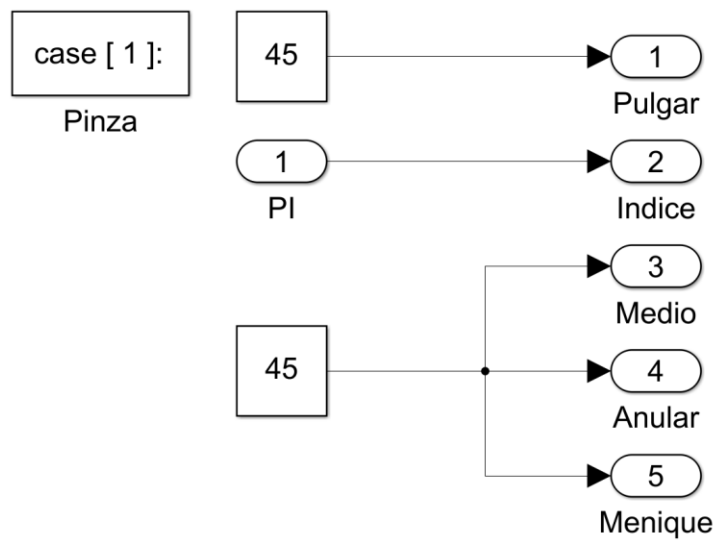 case [ 1 ]:
Pinza
45
1
Pulgar
1
PI
2
Indice
3
Medio
45
4
Anular
5
Menique